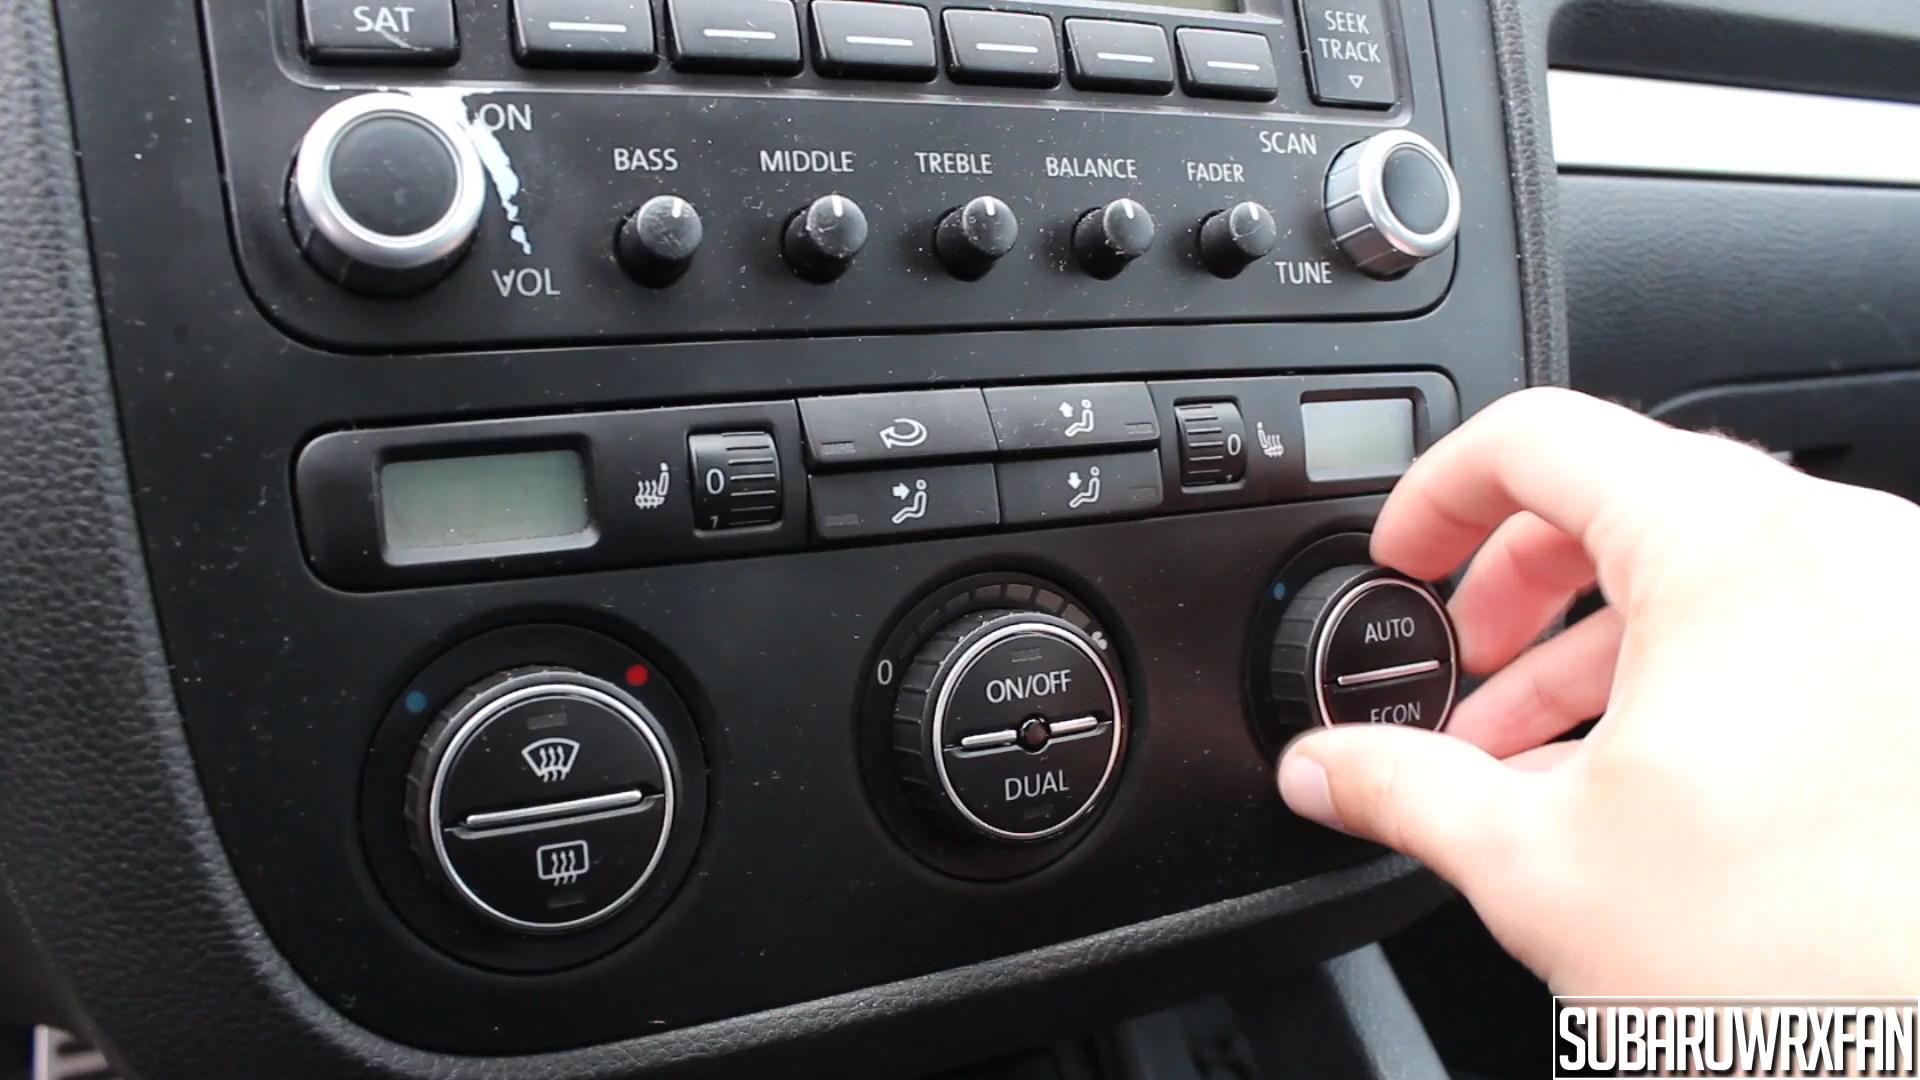 SAT
SEEK
TRACK
ON
VOL
BASS
MIDDLE
TREBLE
BALANCE
FADER
SCAN
TUNE
0
0
0
ON/OFF
DUAL
AUTO
ECON
SUBARUWRXFAN